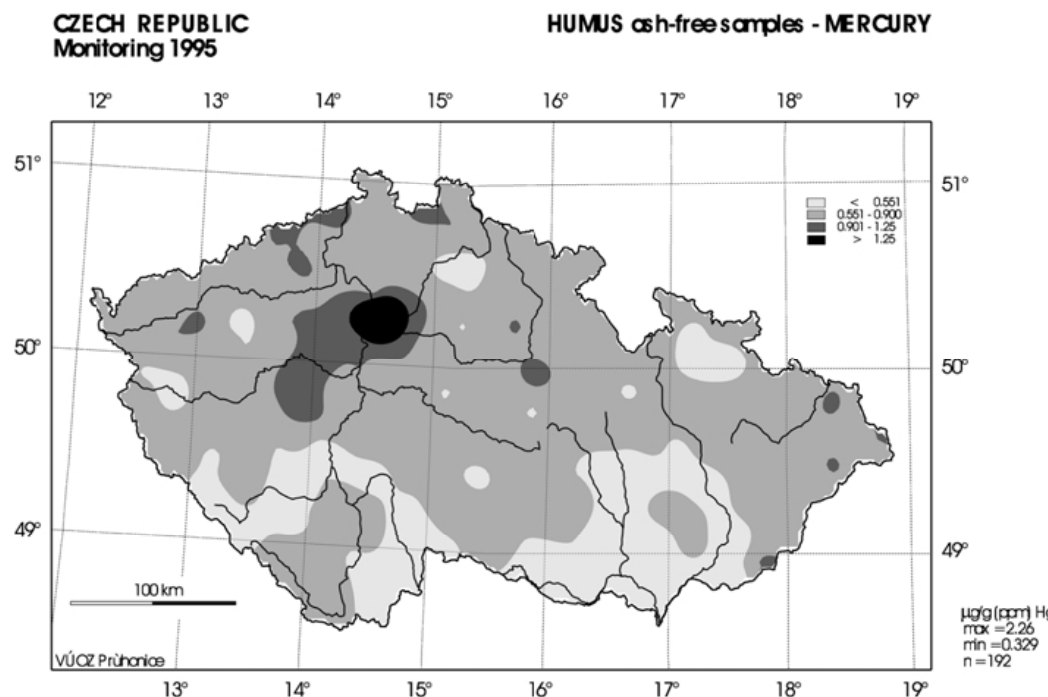 CZECH REPUBLIC
Monitoring 1995
HUMUS ash-free samples - MERCURY
12° 13° 14° 15° 16° 17° 18° 19°
51°
51°
< 0.551
0.551 - 0.900
0.901 - 1.25
> 1.25
50°
50°
49°
49°
100 km
µg/g (ppm) Hg
max = 2.26
min = 0.329
n = 192
VÚOZ Prùhonice
13° 14° 15° 16° 17° 18° 19°